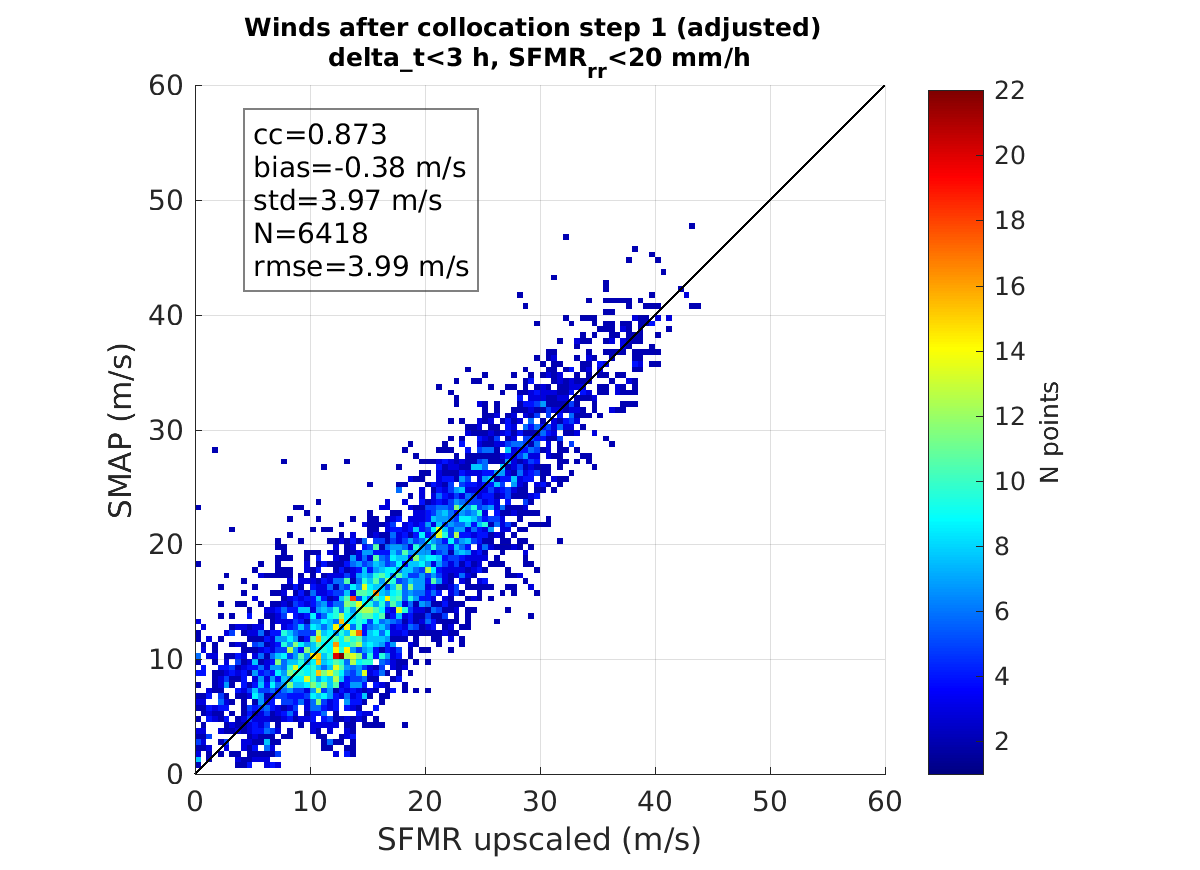 Winds after collocation step 1 (adjusted)
delta_t<3 h, SFMRrr<20 mm/h
cc=0.873
bias=-0.38 m/s
std=3.97 m/s
N=6418
rmse=3.99 m/s
60
50
40
30
20
10
0
SMAP (m/s)
0 10 20 30 40 50 60
SFMR upscaled (m/s)
22
20
18
16
14
12
10
8
6
4
2
N points